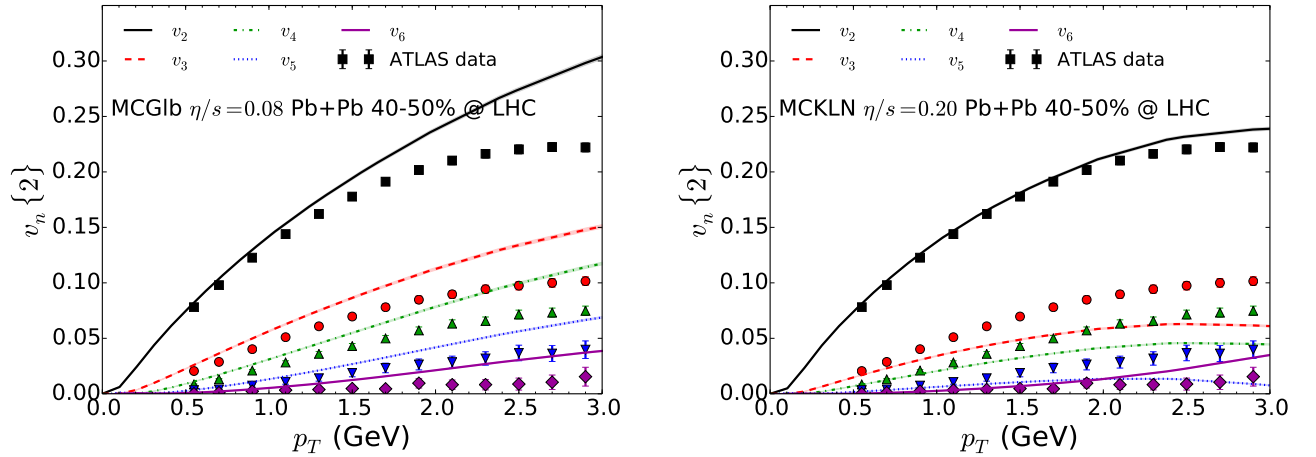 v₂ v₄ v₆
v₃ v₅ ATLAS data
MCGlb η/s=0.08 Pb+Pb 40-50% @ LHC
vₙ{2}
0.30
0.25
0.20
0.15
0.10
0.05
0.00
0.0 0.5 1.0 1.5 2.0 2.5 3.0
p_T (GeV)
v₂ v₄ v₆
v₃ v₅ ATLAS data
MCKLN η/s=0.20 Pb+Pb 40-50% @ LHC
vₙ{2}
0.30
0.25
0.20
0.15
0.10
0.05
0.00
0.0 0.5 1.0 1.5 2.0 2.5 3.0
p_T (GeV)